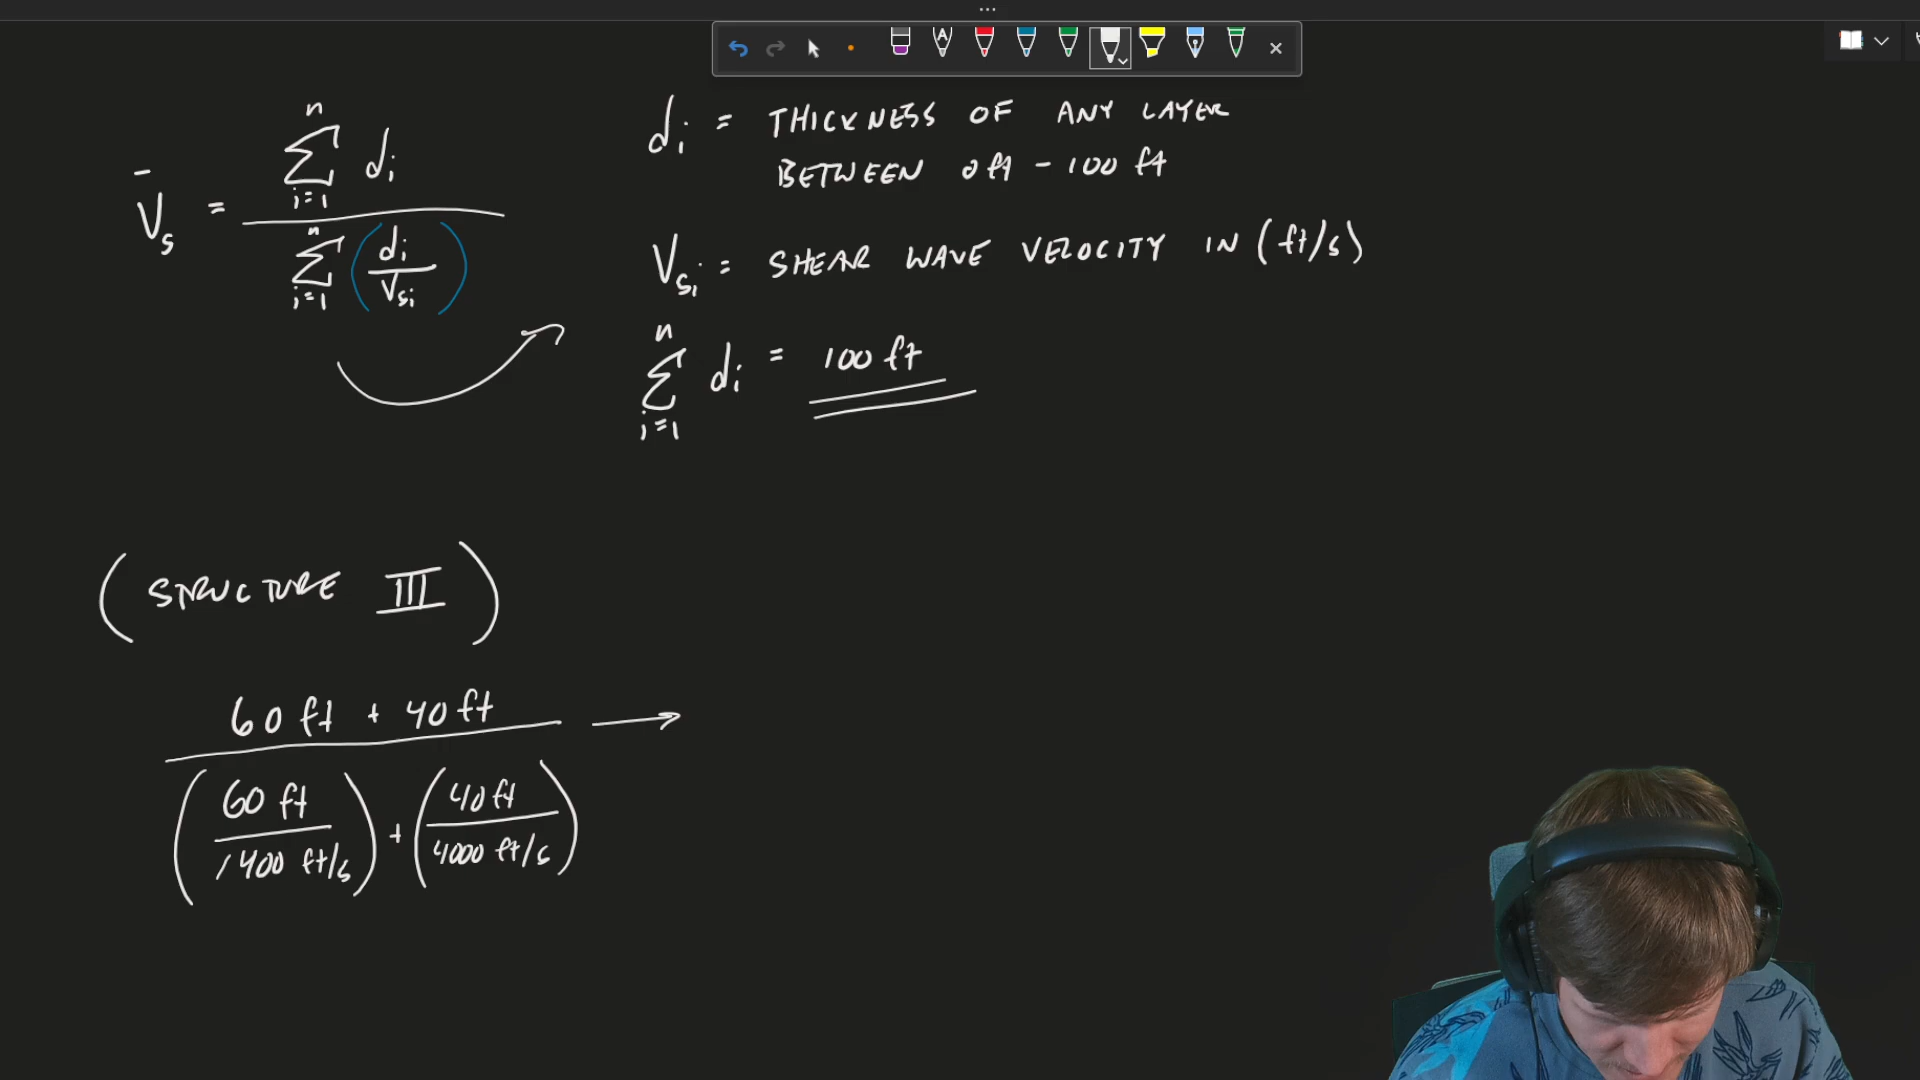 V̄s = Σ(i=1 to n) di / Σ(i=1 to n) (di / Vsi)
di = THICKNESS OF ANY LAYER
BETWEEN 0 ft - 100 ft
Vsi = SHEAR WAVE VELOCITY IN (ft/s)
Σ(i=1 to n) di = 100 ft
(STRUCTURE III)
60 ft + 40 ft →
(60 ft / 1400 ft/s) + (40 ft / 4000 ft/s)